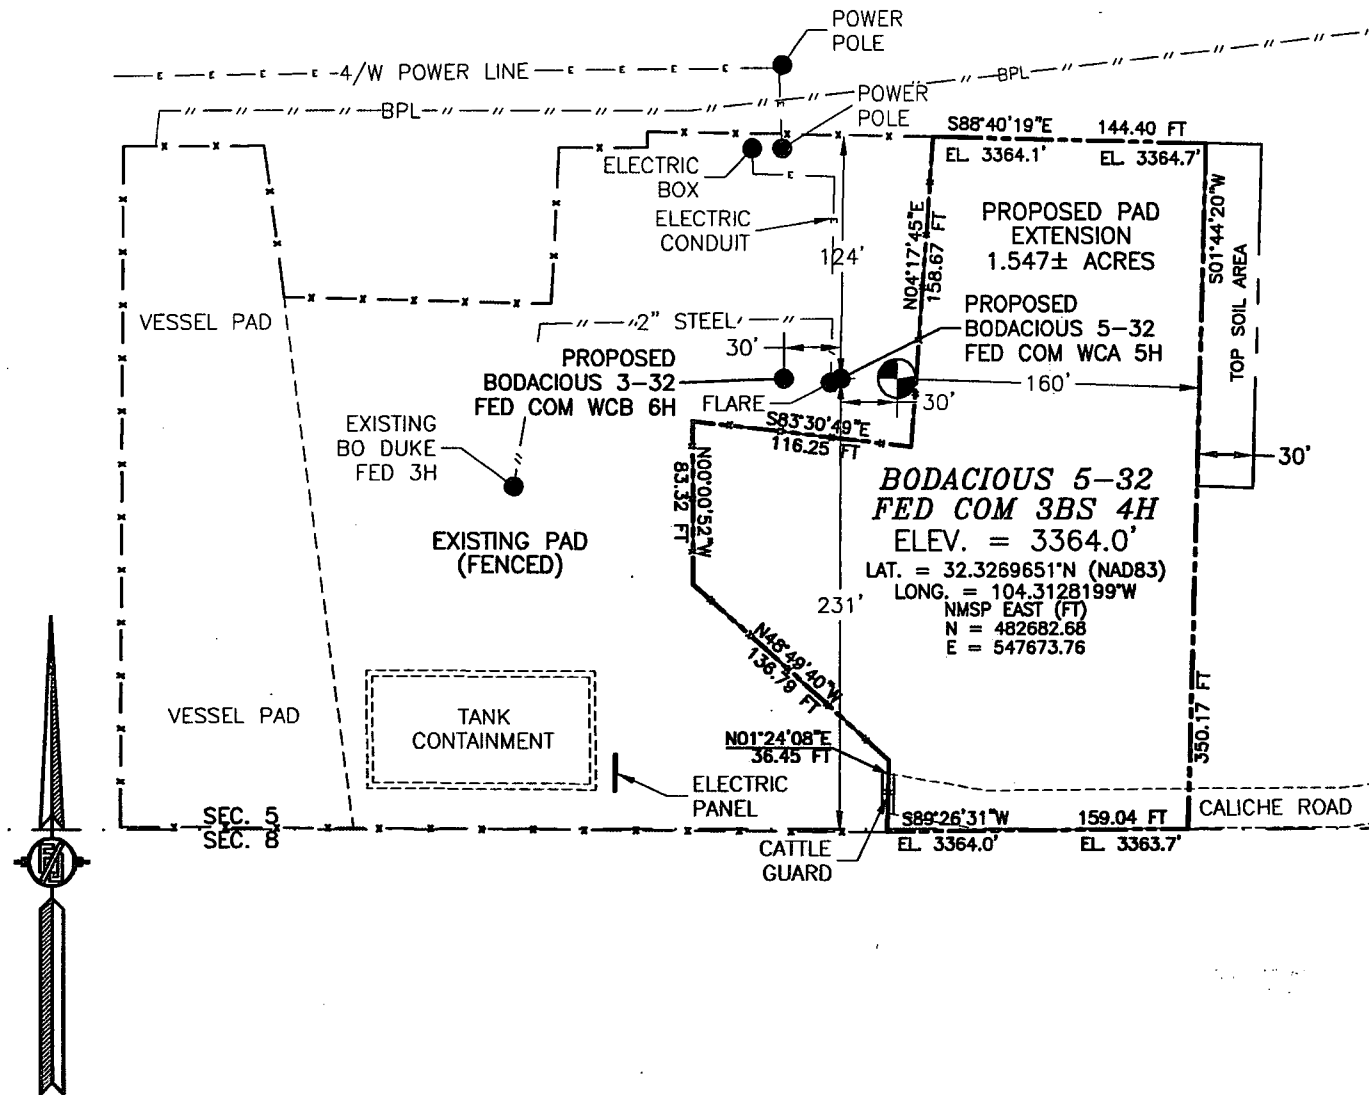 POWER
POLE
4/W POWER LINE
E E E E E E E
BPL
BPL
POWER
POLE
S88°40'19"E 144.40 FT
EL. 3364.1' EL. 3364.7'
ELECTRIC
BOX
ELECTRIC
CONDUIT
124'
N04°17'45"E
158.67 FT
PROPOSED PAD
EXTENSION
1.547± ACRES
S01°44'20"W
TOP SOIL AREA
VESSEL PAD
2" STEEL
30'
PROPOSED
BODACIOUS 3-32
FED COM WCB 6H
PROPOSED
BODACIOUS 5-32
FED COM WCA 5H
FLARE
30'
160'
30'
S83°30'49"E
116.25 FT
EXISTING
BO DUKE
FED 3H
N00°00'52"W
83.32 FT
EXISTING PAD
(FENCED)
BODACIOUS 5-32
FED COM 3BS 4H
ELEV. = 3364.0'
LAT. = 32.3269651°N (NAD83)
LONG. = 104.3128199°W
NMSP EAST (FT)
N = 482682.68
E = 547673.76
231'
N48°49'40"W
136.79 FT
350.17 FT
VESSEL PAD
TANK
CONTAINMENT
N01°24'08"E
36.45 FT
ELECTRIC
PANEL
CALICHE ROAD
SEC. 5
SEC. 8
S89°26'31"W 159.04 FT
EL. 3364.0' EL. 3363.7'
CATTLE
GUARD